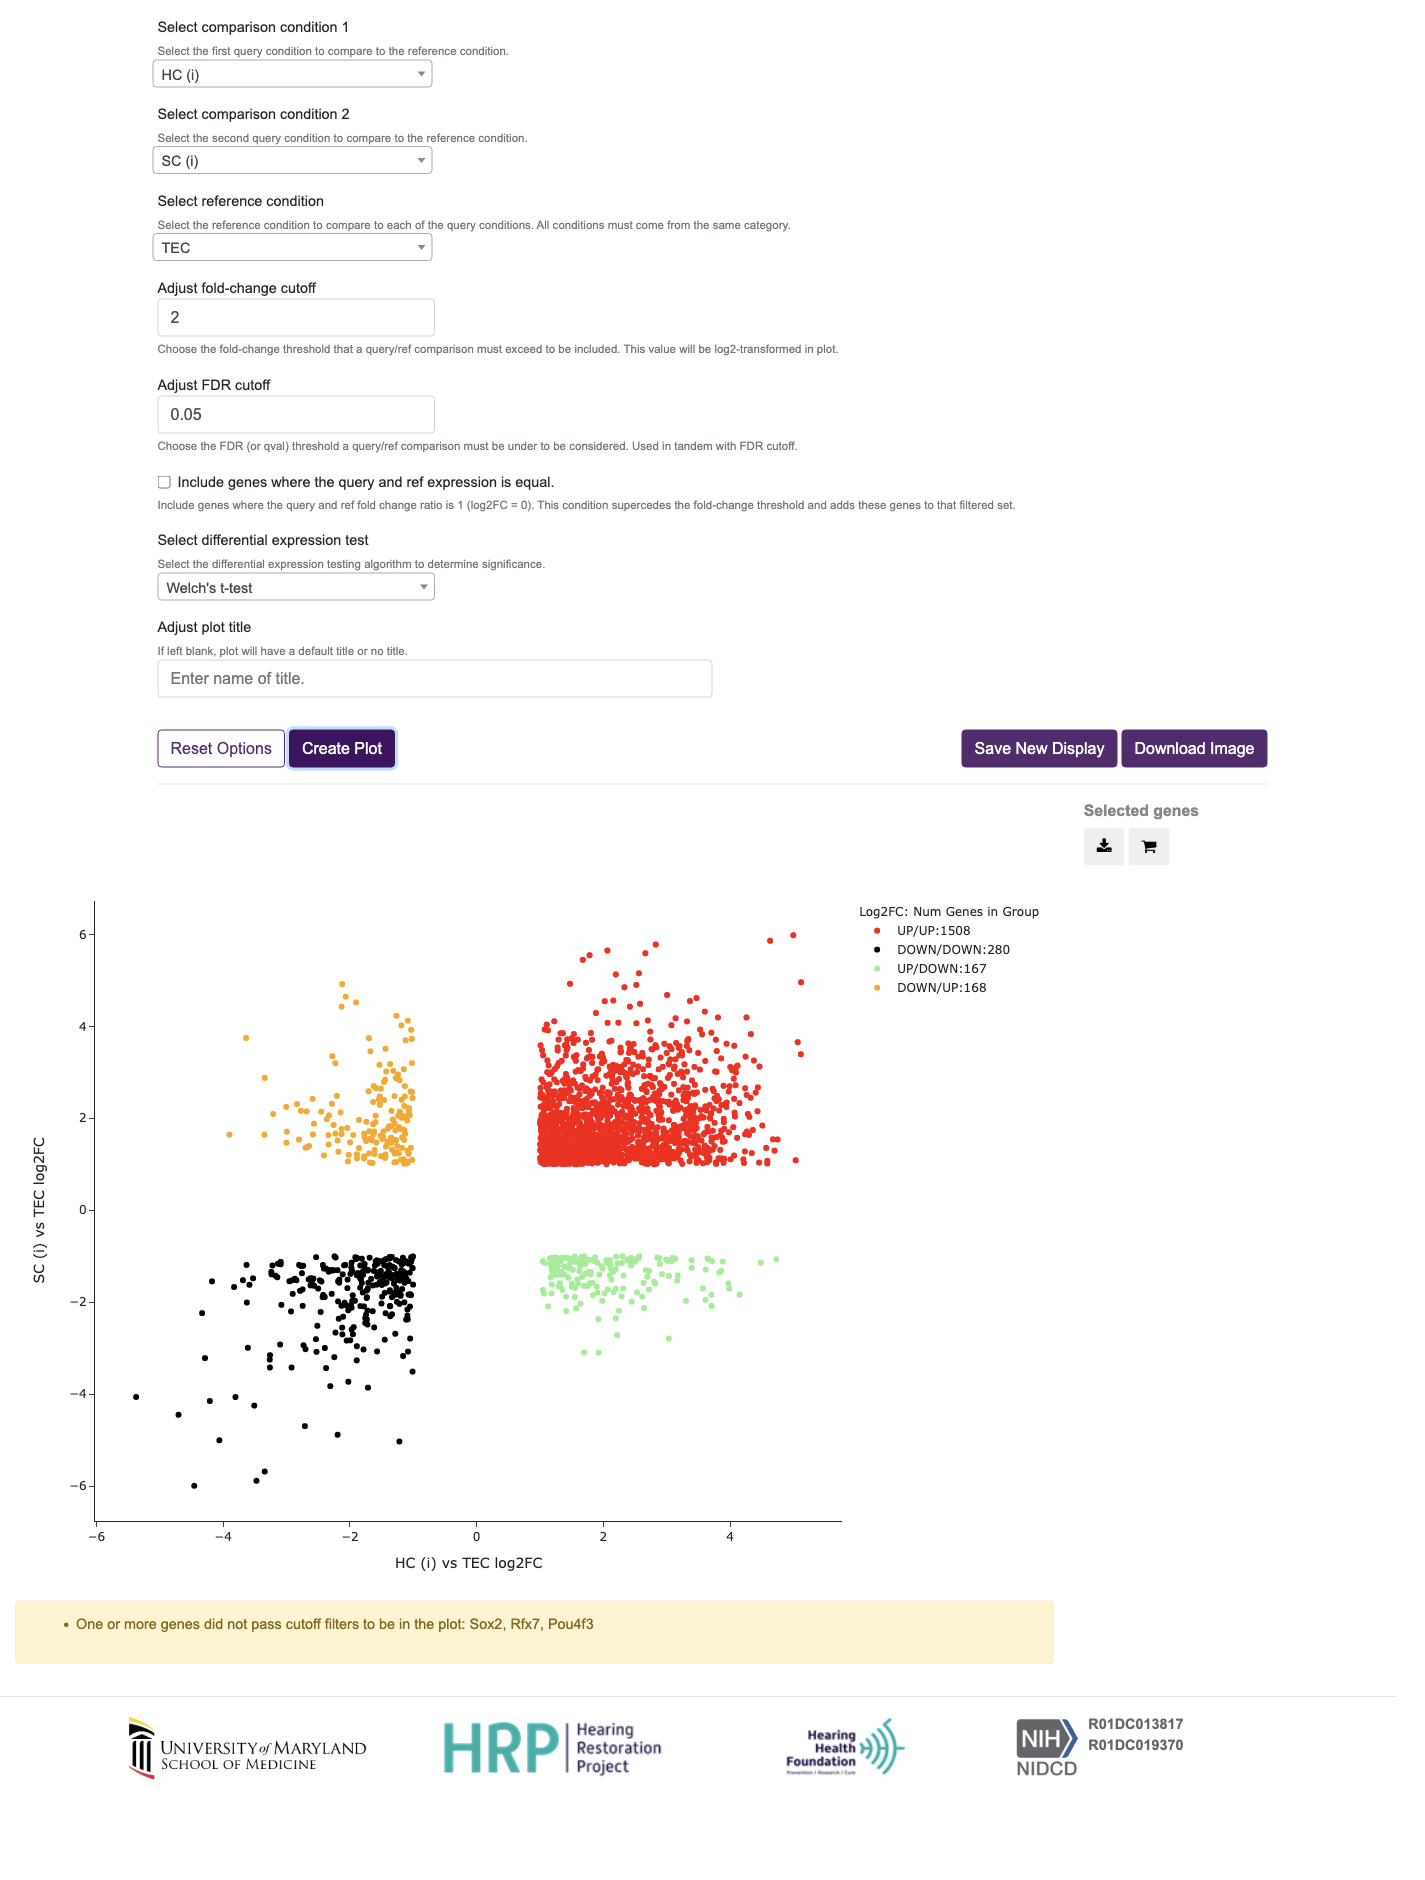 Select comparison condition 1
Select the first query condition to compare to the reference condition.
HC (i)
Select comparison condition 2
Select the second query condition to compare to the reference condition.
SC (i)
Select reference condition
Select the reference condition to compare to each of the query conditions. All conditions must come from the same category.
TEC
Adjust fold-change cutoff
2
Choose the fold-change threshold that a query/ref comparison must exceed to be included. This value will be log2-transformed in plot.
Adjust FDR cutoff
0.05
Choose the FDR (or qval) threshold a query/ref comparison must be under to be considered. Used in tandem with FDR cutoff.
Include genes where the query and ref expression is equal.
Include genes where the query and ref fold change ratio is 1 (log2FC = 0). This condition supercedes the fold-change threshold and adds these genes to that filtered set.
Select differential expression test
Select the differential expression testing algorithm to determine significance.
Welch's t-test
Adjust plot title
If left blank, plot will have a default title or no title.
Enter name of title.
Reset Options Create Plot Save New Display Download Image
Selected genes
Log2FC: Num Genes in Group
UP/UP:1508
DOWN/DOWN:280
UP/DOWN:167
DOWN/UP:168
6
4
2
0
−2
−4
−6
SC (i) vs TEC log2FC
−6 −4 −2 0 2 4
HC (i) vs TEC log2FC
• One or more genes did not pass cutoff filters to be in the plot: Sox2, Rfx7, Pou4f3
UNIVERSITY of MARYLAND
SCHOOL OF MEDICINE
HRP
Hearing
Restoration
Project
Hearing
Health
Foundation
Prevention | Research | Cure
NIH
NIDCD
R01DC013817
R01DC019370